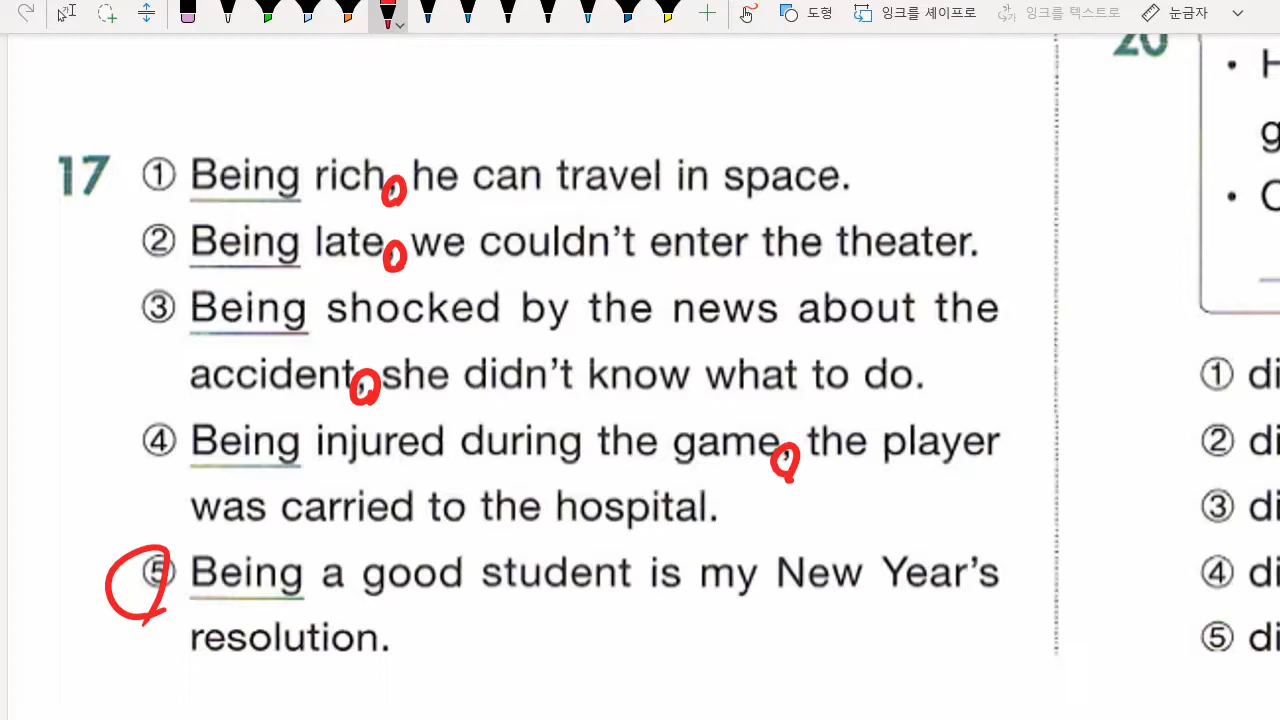 도형 잉크를 셰이프로 잉크를 텍스트로 눈금자
17 ① Being rich, he can travel in space.
② Being late, we couldn't enter the theater.
③ Being shocked by the news about the
accident, she didn't know what to do.
④ Being injured during the game, the player
was carried to the hospital.
⑤ Being a good student is my New Year's
resolution.
20
• H
g
•
① di
② di
③ di
④ di
⑤ di